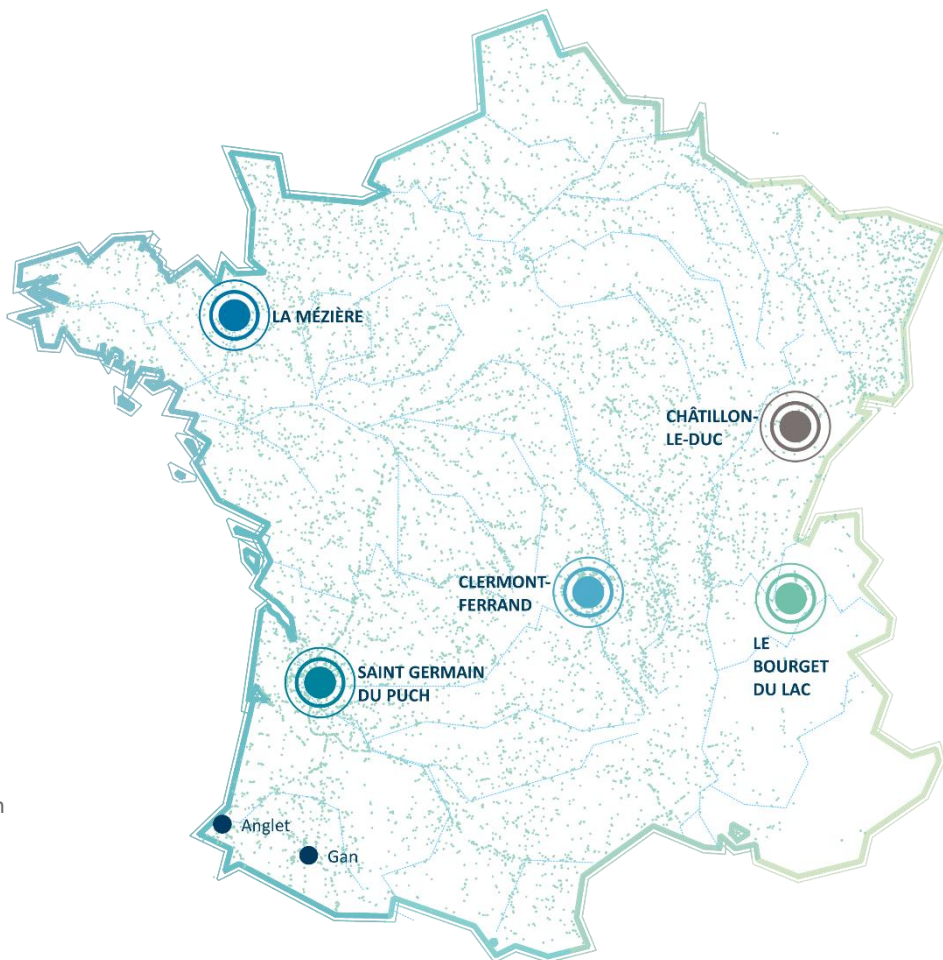 LA MÉZIÈRE
CHÂTILLON-
LE-DUC
CLERMONT-
FERRAND
LE
BOURGET
DU LAC
SAINT GERMAIN
DU PUCH
n
Anglet
Gan